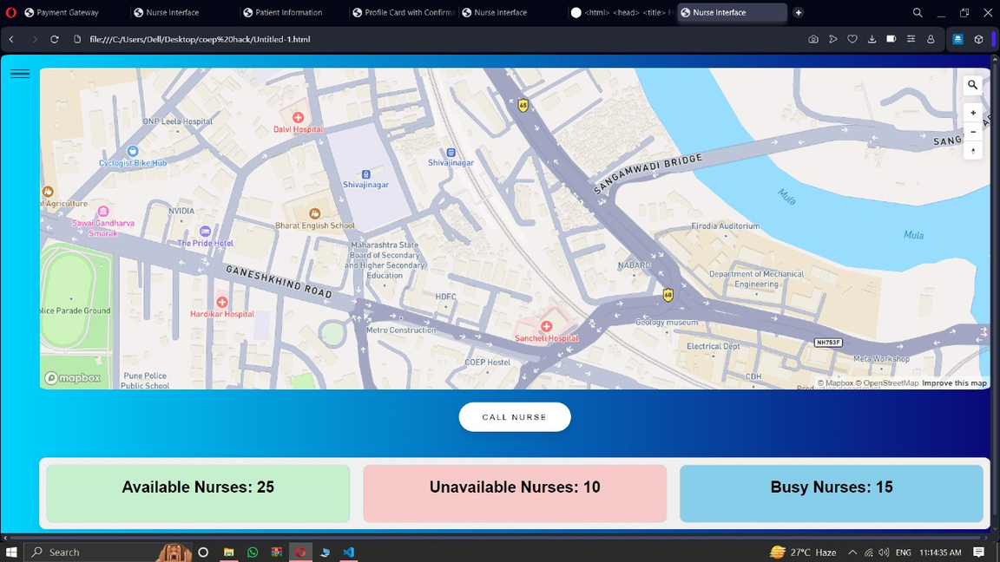 Payment Gateway
Nurse Interface
Patient Information
Profile Card with Confirma
Nurse Interface
<html> <head> <title> H
Nurse Interface
file:///C:/Users/Dell/Desktop/coep%20hack/Untitled-1.html
ONP Leela Hospital
Dalvi Hospital
65
SANGAMWADI BRIDGE
Cyclogist Bike Hub
Shivajinagar
Shivajinagar
of Agriculture
Sawai Gandharva
Smarak
NVIDIA
The Pride Hotel
Bharat English School
Mula
Mula
Firodia Auditorium
Maharashtra State
Board of Secondary
and Higher Secondary
Education
NABARD
Department of Mechanical
Engineering
GANESHKHIND ROAD
HDFC
60
olice Parade Ground
Hardikar Hospital
Metro Construction
Sancheti Hospital
Geology museum
Electrical Dept
NH753F
Meta Workshop
COEP Hostel
CDH
Pune Police
Public School
mapbox
© Mapbox © OpenStreetMap Improve this map
CALL NURSE
Available Nurses: 25
Unavailable Nurses: 10
Busy Nurses: 15
Search
27°C Haze
ENG
11:14:35 AM